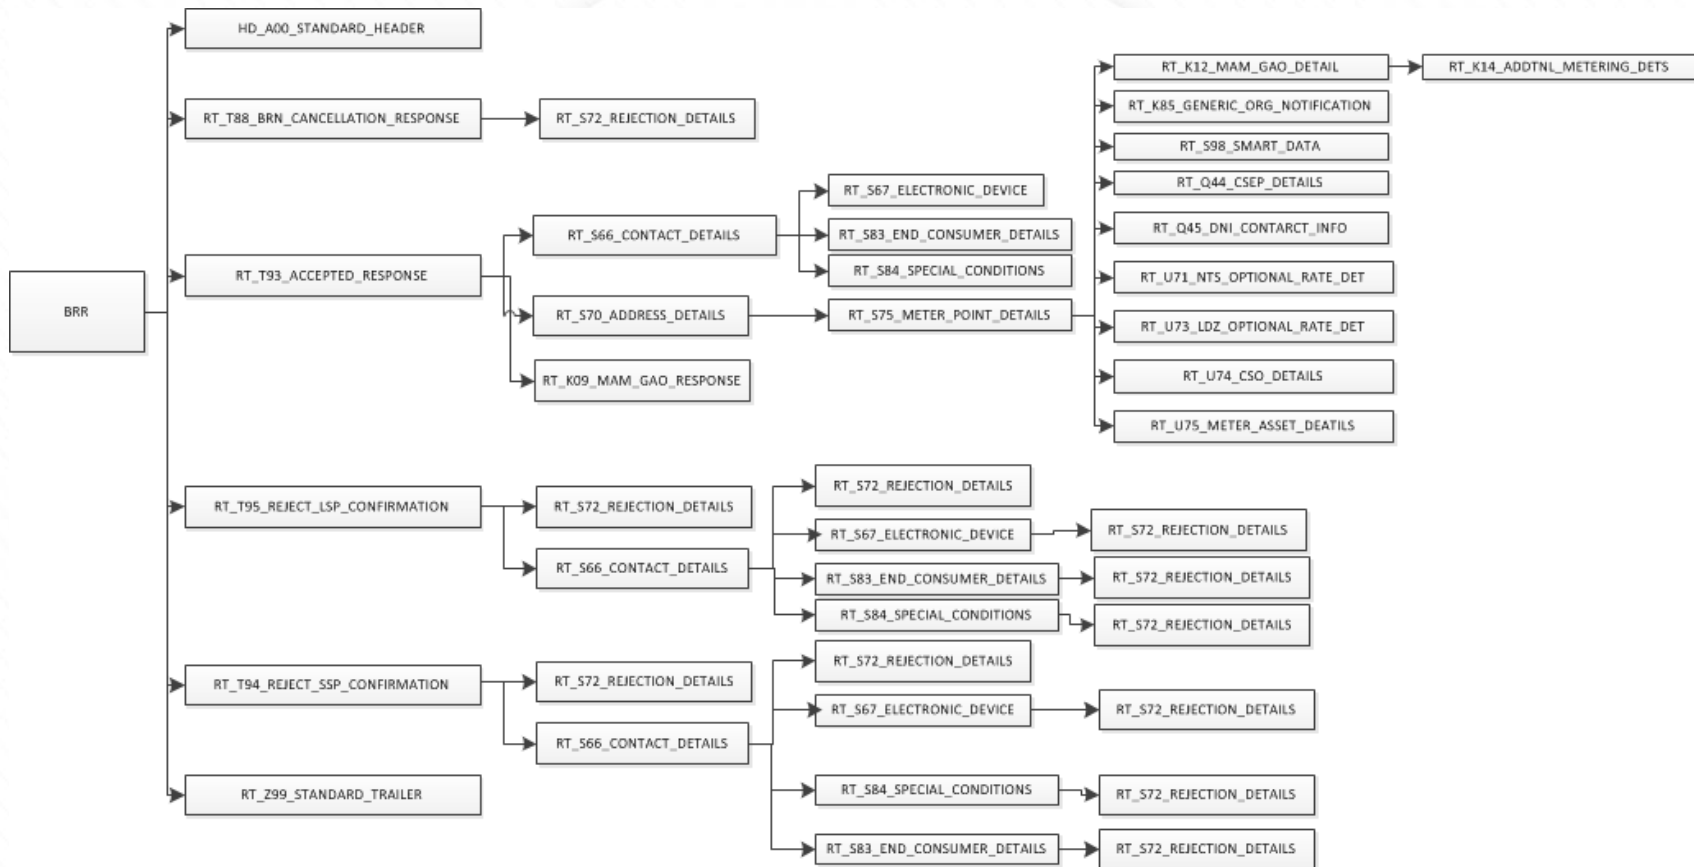 BRR
HD_A00_STANDARD_HEADER
RT_T88_BRN_CANCELLATION_RESPONSE
RT_S72_REJECTION_DETAILS
RT_T93_ACCEPTED_RESPONSE
RT_S66_CONTACT_DETAILS
RT_S67_ELECTRONIC_DEVICE
RT_S83_END_CONSUMER_DETAILS
RT_S84_SPECIAL_CONDITIONS
RT_S70_ADDRESS_DETAILS
RT_S75_METER_POINT_DETAILS
RT_K12_MAM_GAO_DETAIL
RT_K14_ADDTNL_METERING_DETS
RT_K85_GENERIC_ORG_NOTIFICATION
RT_S98_SMART_DATA
RT_Q44_CSEP_DETAILS
RT_Q45_DNI_CONTARCT_INFO
RT_U71_NTS_OPTIONAL_RATE_DET
RT_U73_LDZ_OPTIONAL_RATE_DET
RT_U74_CSO_DETAILS
RT_U75_METER_ASSET_DEATILS
RT_K09_MAM_GAO_RESPONSE
RT_T95_REJECT_LSP_CONFIRMATION
RT_S72_REJECTION_DETAILS
RT_S66_CONTACT_DETAILS
RT_S72_REJECTION_DETAILS
RT_S67_ELECTRONIC_DEVICE
RT_S72_REJECTION_DETAILS
RT_S83_END_CONSUMER_DETAILS
RT_S72_REJECTION_DETAILS
RT_S84_SPECIAL_CONDITIONS
RT_S72_REJECTION_DETAILS
RT_T94_REJECT_SSP_CONFIRMATION
RT_S72_REJECTION_DETAILS
RT_S66_CONTACT_DETAILS
RT_S72_REJECTION_DETAILS
RT_S67_ELECTRONIC_DEVICE
RT_S72_REJECTION_DETAILS
RT_S84_SPECIAL_CONDITIONS
RT_S72_REJECTION_DETAILS
RT_S83_END_CONSUMER_DETAILS
RT_S72_REJECTION_DETAILS
RT_Z99_STANDARD_TRAILER